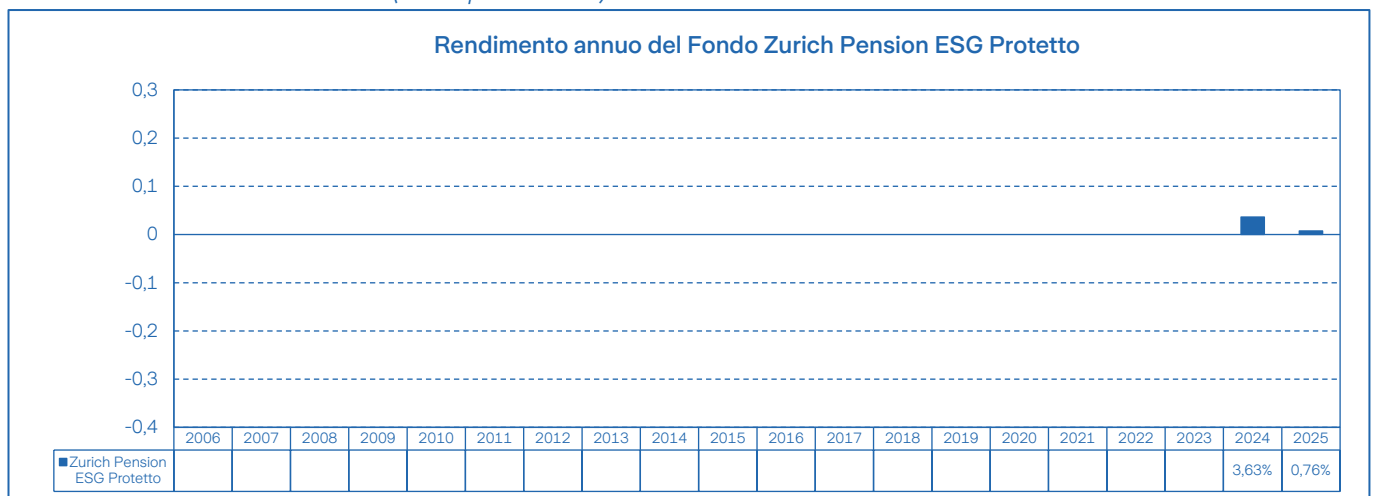 Rendimento annuo del Fondo Zurich Pension ESG Protetto
0,3
0,2
0,1
0
-0,1
-0,2
-0,3
-0,4
2006 2007 2008 2009 2010 2011 2012 2013 2014 2015 2016 2017 2018 2019 2020 2021 2022 2023 2024 2025
Zurich Pension
ESG Protetto
3,63% 0,76%